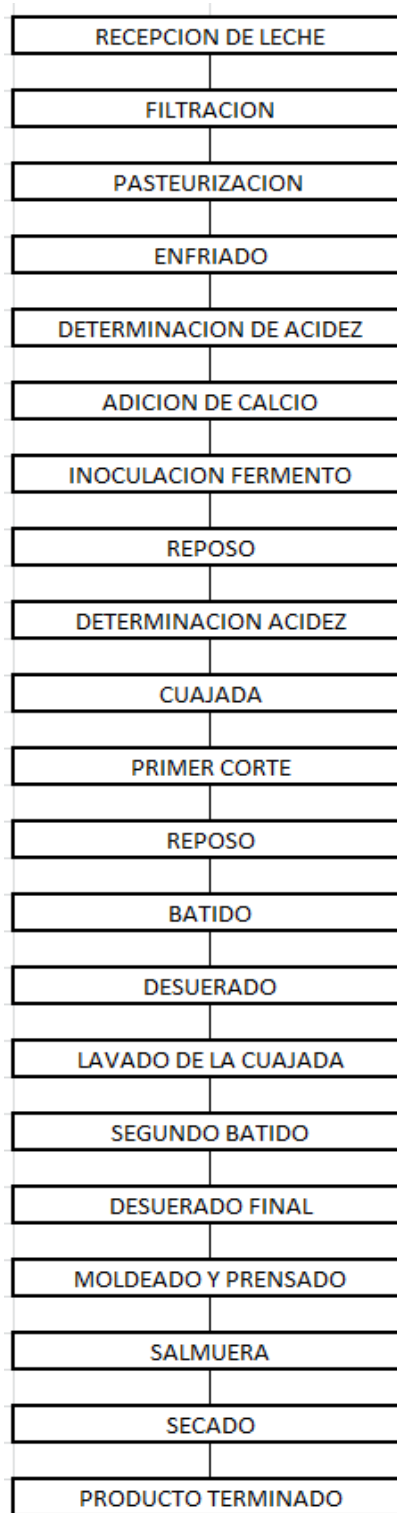 RECEPCION DE LECHE
FILTRACION
PASTEURIZACION
ENFRIADO
DETERMINACION DE ACIDEZ
ADICION DE CALCIO
INOCULACION FERMENTO
REPOSO
DETERMINACION ACIDEZ
CUAJADA
PRIMER CORTE
REPOSO
BATIDO
DESUERADO
LAVADO DE LA CUAJADA
SEGUNDO BATIDO
DESUERADO FINAL
MOLDEADO Y PRENSADO
SALMUERA
SECADO
PRODUCTO TERMINADO